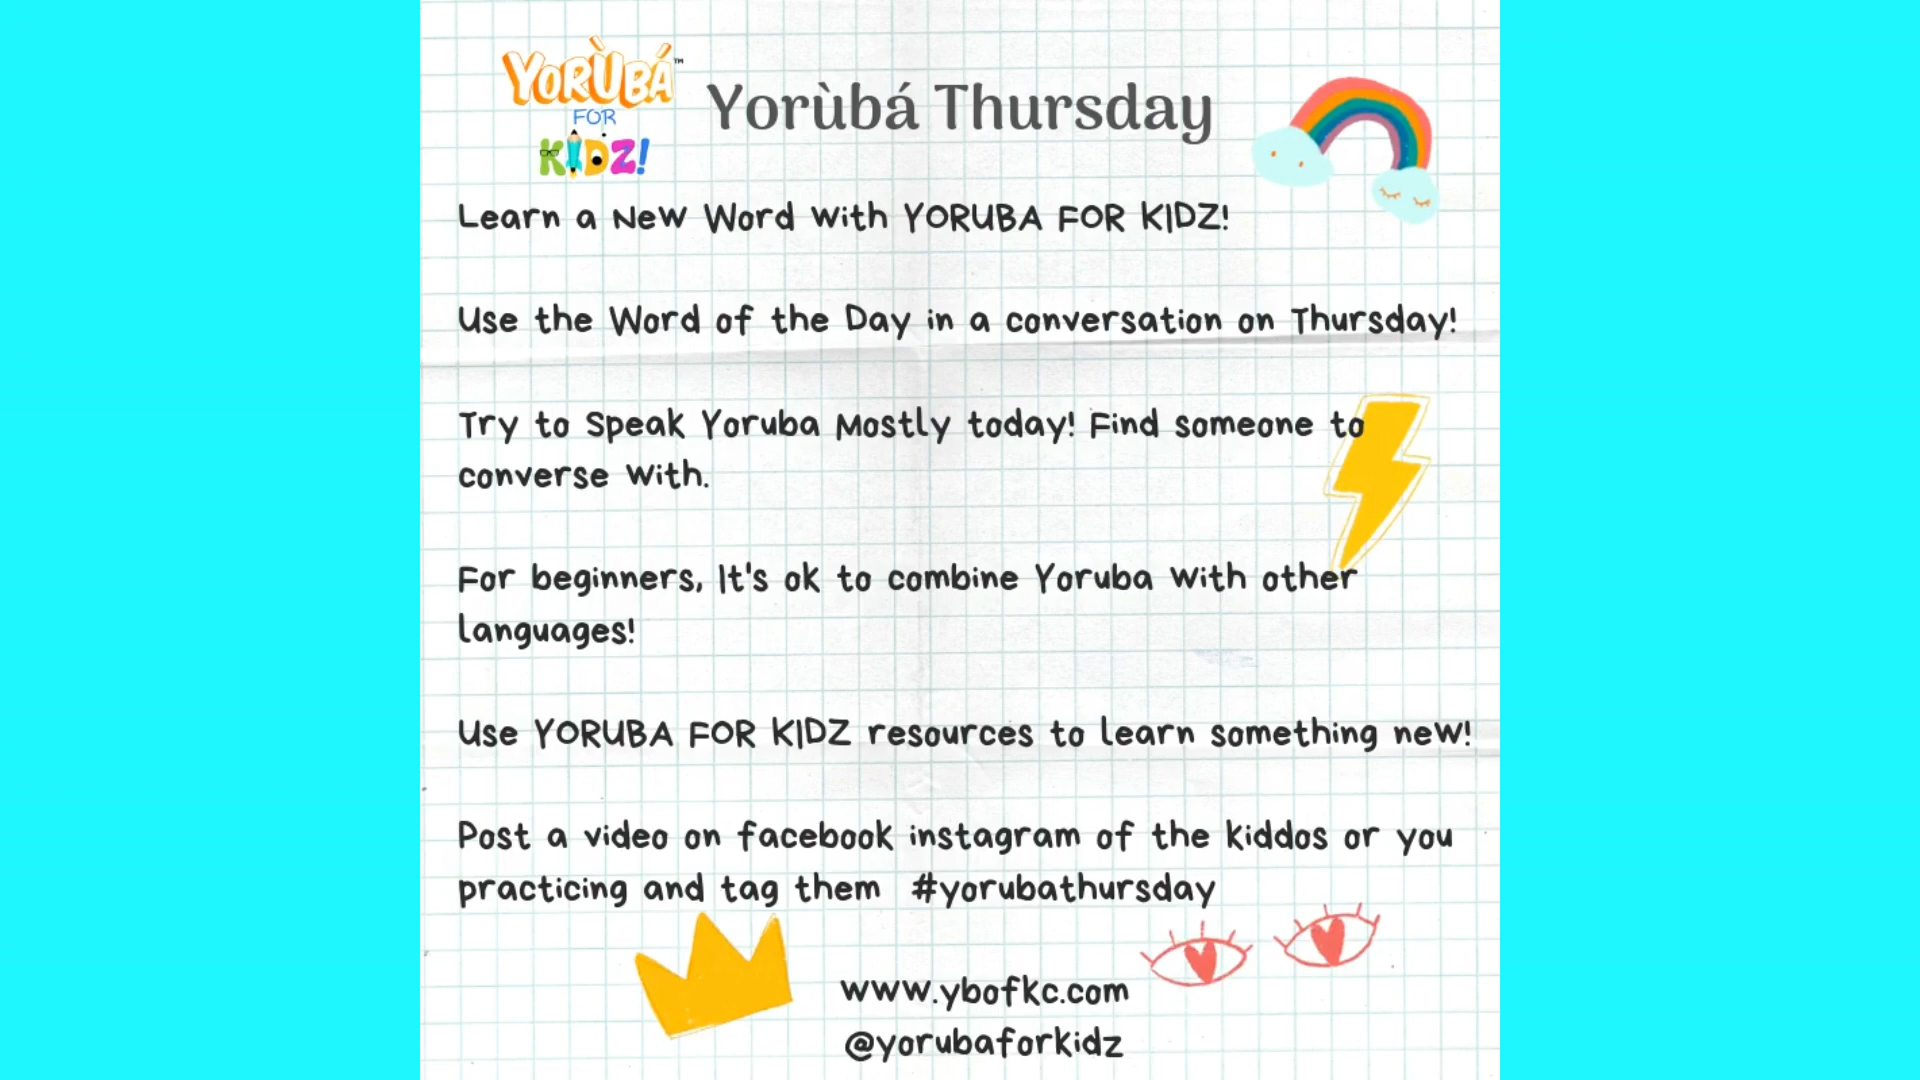 YORÙBÁ™
FOR
KIDZ!
Yorùbá Thursday
Learn a New Word with YORUBA FOR KIDZ!
Use the Word of the Day in a conversation on Thursday!
Try to Speak Yoruba Mostly today! Find someone to
converse with.
For beginners, It's ok to combine Yoruba with other
languages!
Use YORUBA FOR KIDZ resources to learn something new!
Post a video on facebook instagram of the kiddos or you
practicing and tag them #yorubathursday
www.ybofkc.com
@yorubaforkidz